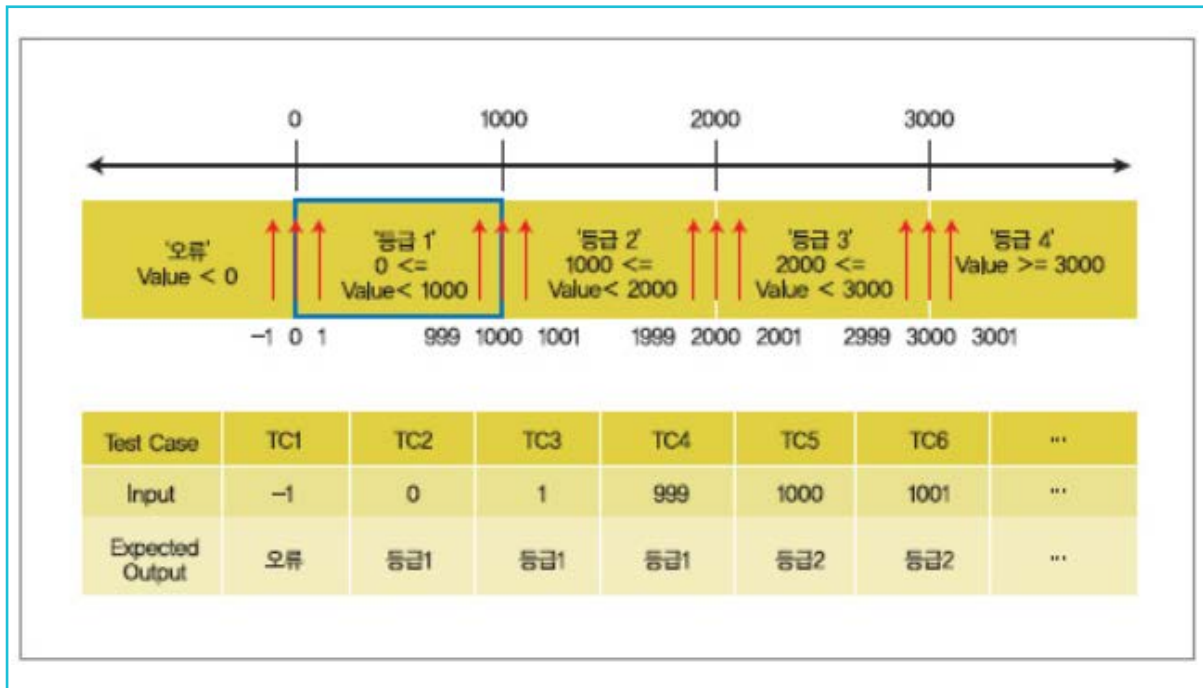 0 1000 2000 3000
'오류'
Value < 0
'등급 1'
0 <=
Value< 1000
'등급 2'
1000 <=
Value< 2000
'등급 3'
2000 <=
Value < 3000
'등급 4'
Value >= 3000
−1 0 1 999 1000 1001 1999 2000 2001 2999 3000 3001
Test Case TC1 TC2 TC3 TC4 TC5 TC6 ...
Input −1 0 1 999 1000 1001 ...
Expected
Output 오류 등급1 등급1 등급1 등급2 등급2 ...